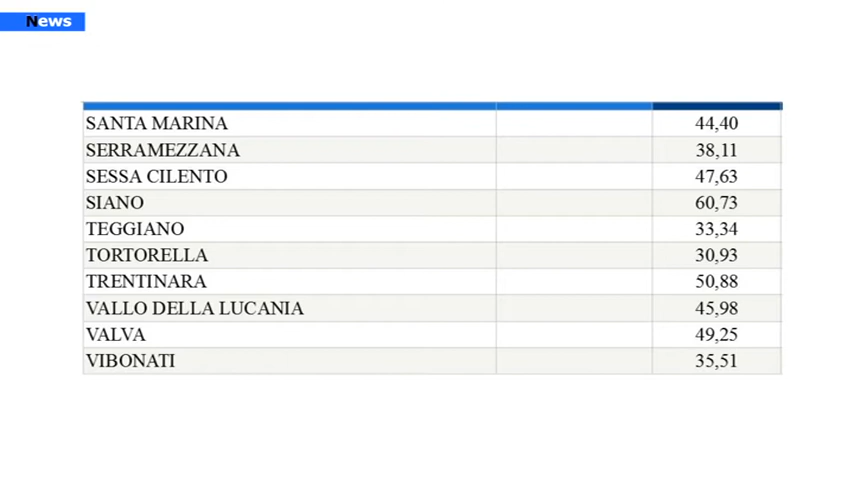 News
SANTA MARINA 44,40
SERRAMEZZANA 38,11
SESSA CILENTO 47,63
SIANO 60,73
TEGGIANO 33,34
TORTORELLA 30,93
TRENTINARA 50,88
VALLO DELLA LUCANIA 45,98
VALVA 49,25
VIBONATI 35,51